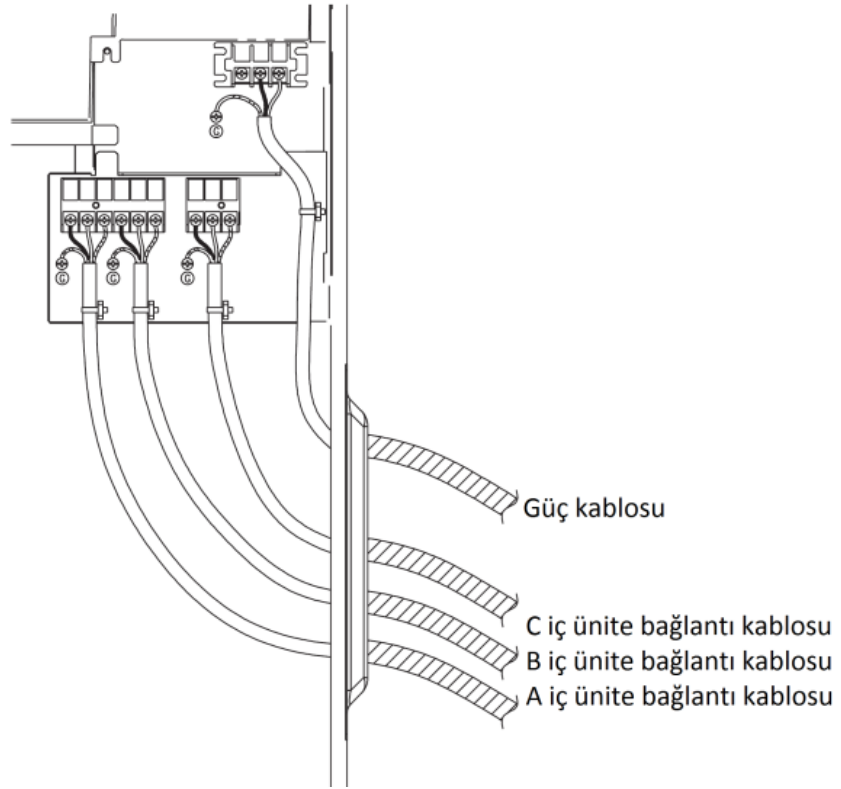 G
G
G
G
Güç kablosu
C iç ünite bağlantı kablosu
B iç ünite bağlantı kablosu
A iç ünite bağlantı kablosu